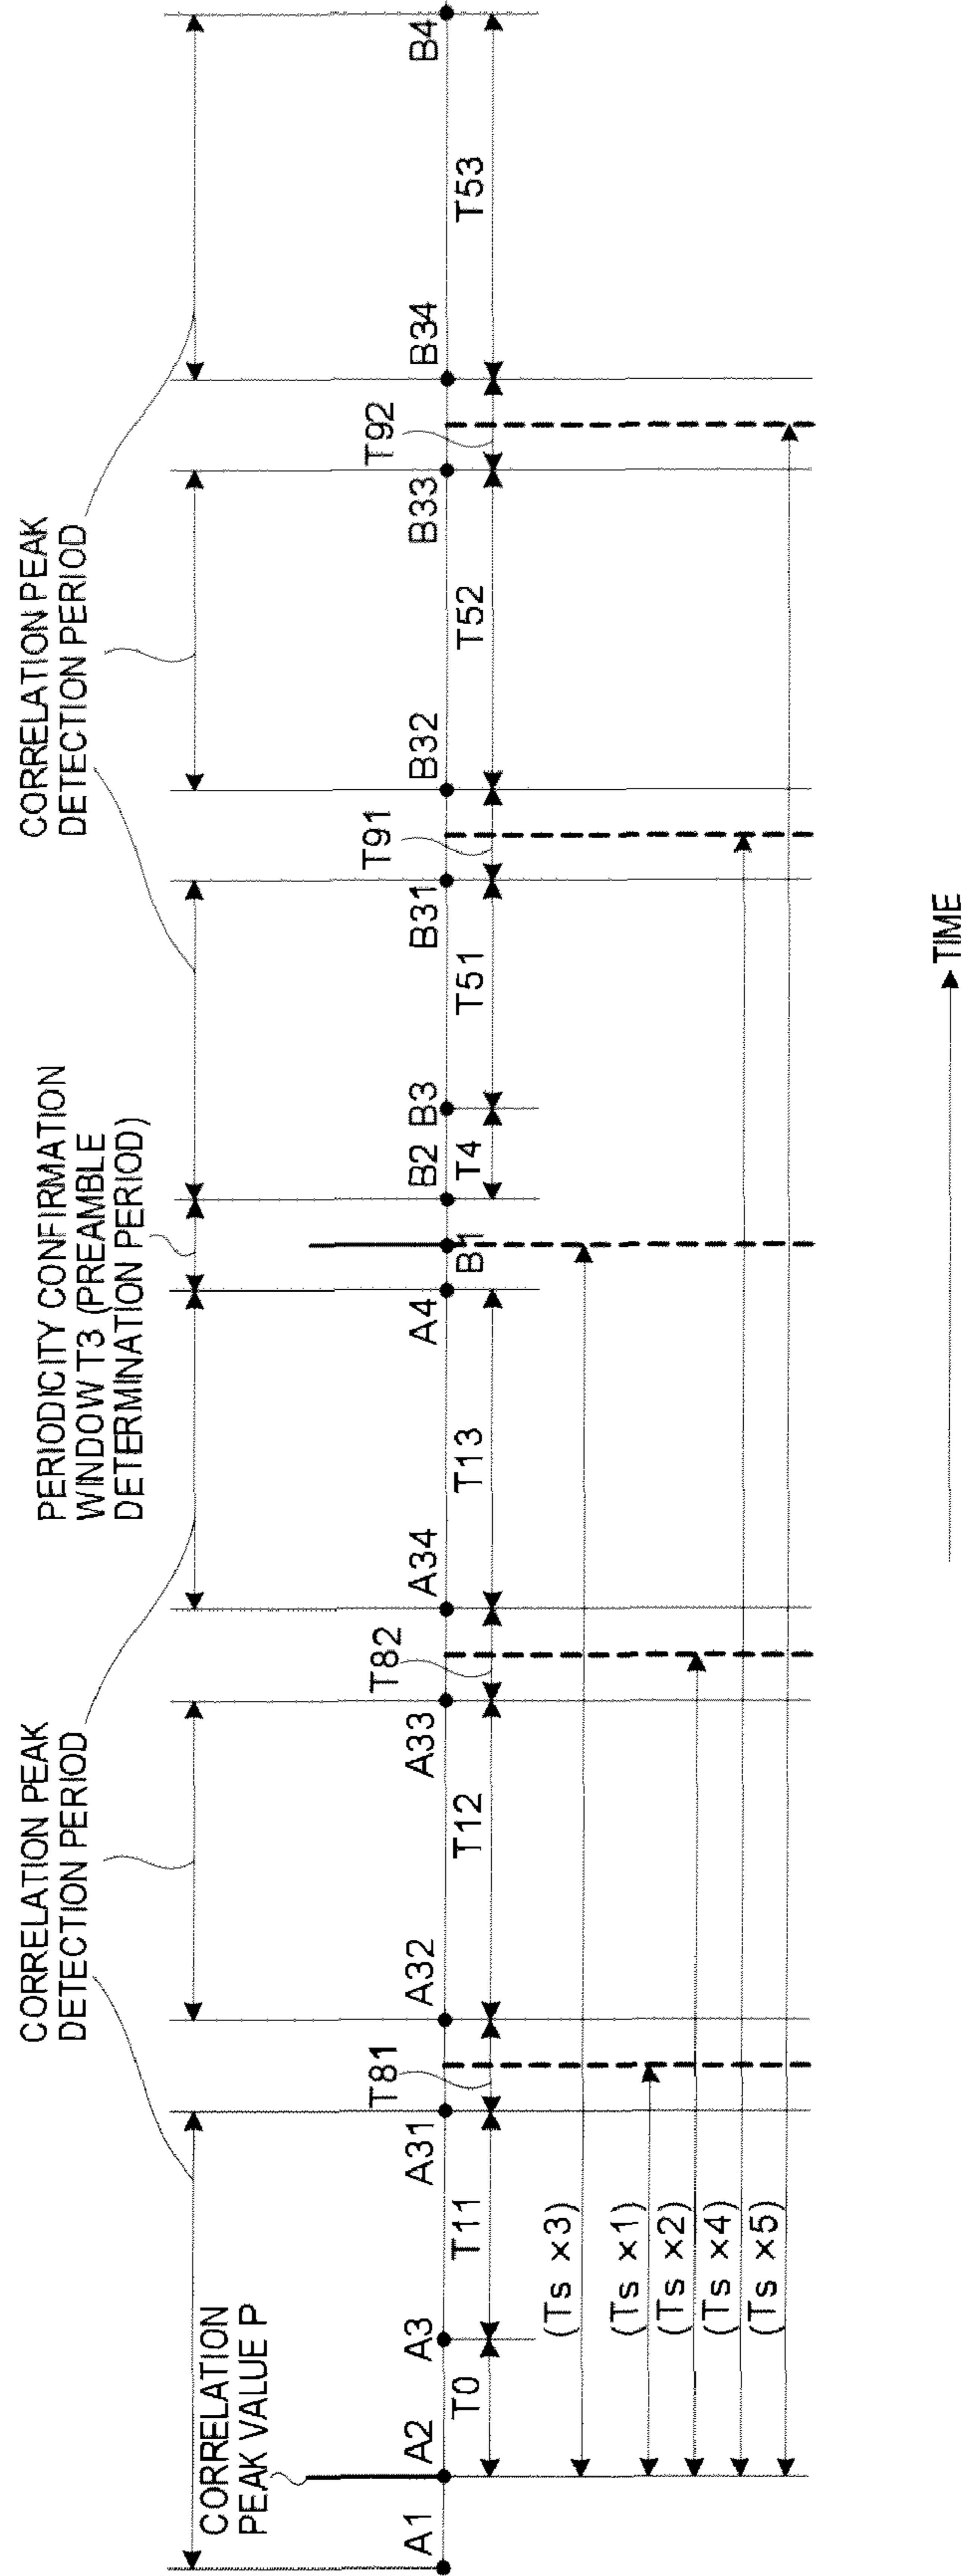 CORRELATION PEAK
DETECTION PERIOD
PERIODICITY CONFIRMATION
WINDOW T3 (PREAMBLE
DETERMINATION PERIOD)
CORRELATION PEAK
DETECTION PERIOD
CORRELATION
PEAK VALUE P
A1
A2
A3
A31
T81
A32
A33
T82
A34
A4
B1
B2
B3
B31
T91
B32
B33
T92
B34
B4
T0
T11
T12
T13
T4
T51
T52
T53
(Ts ×3)
(Ts ×1)
(Ts ×2)
(Ts ×4)
(Ts ×5)
TIME